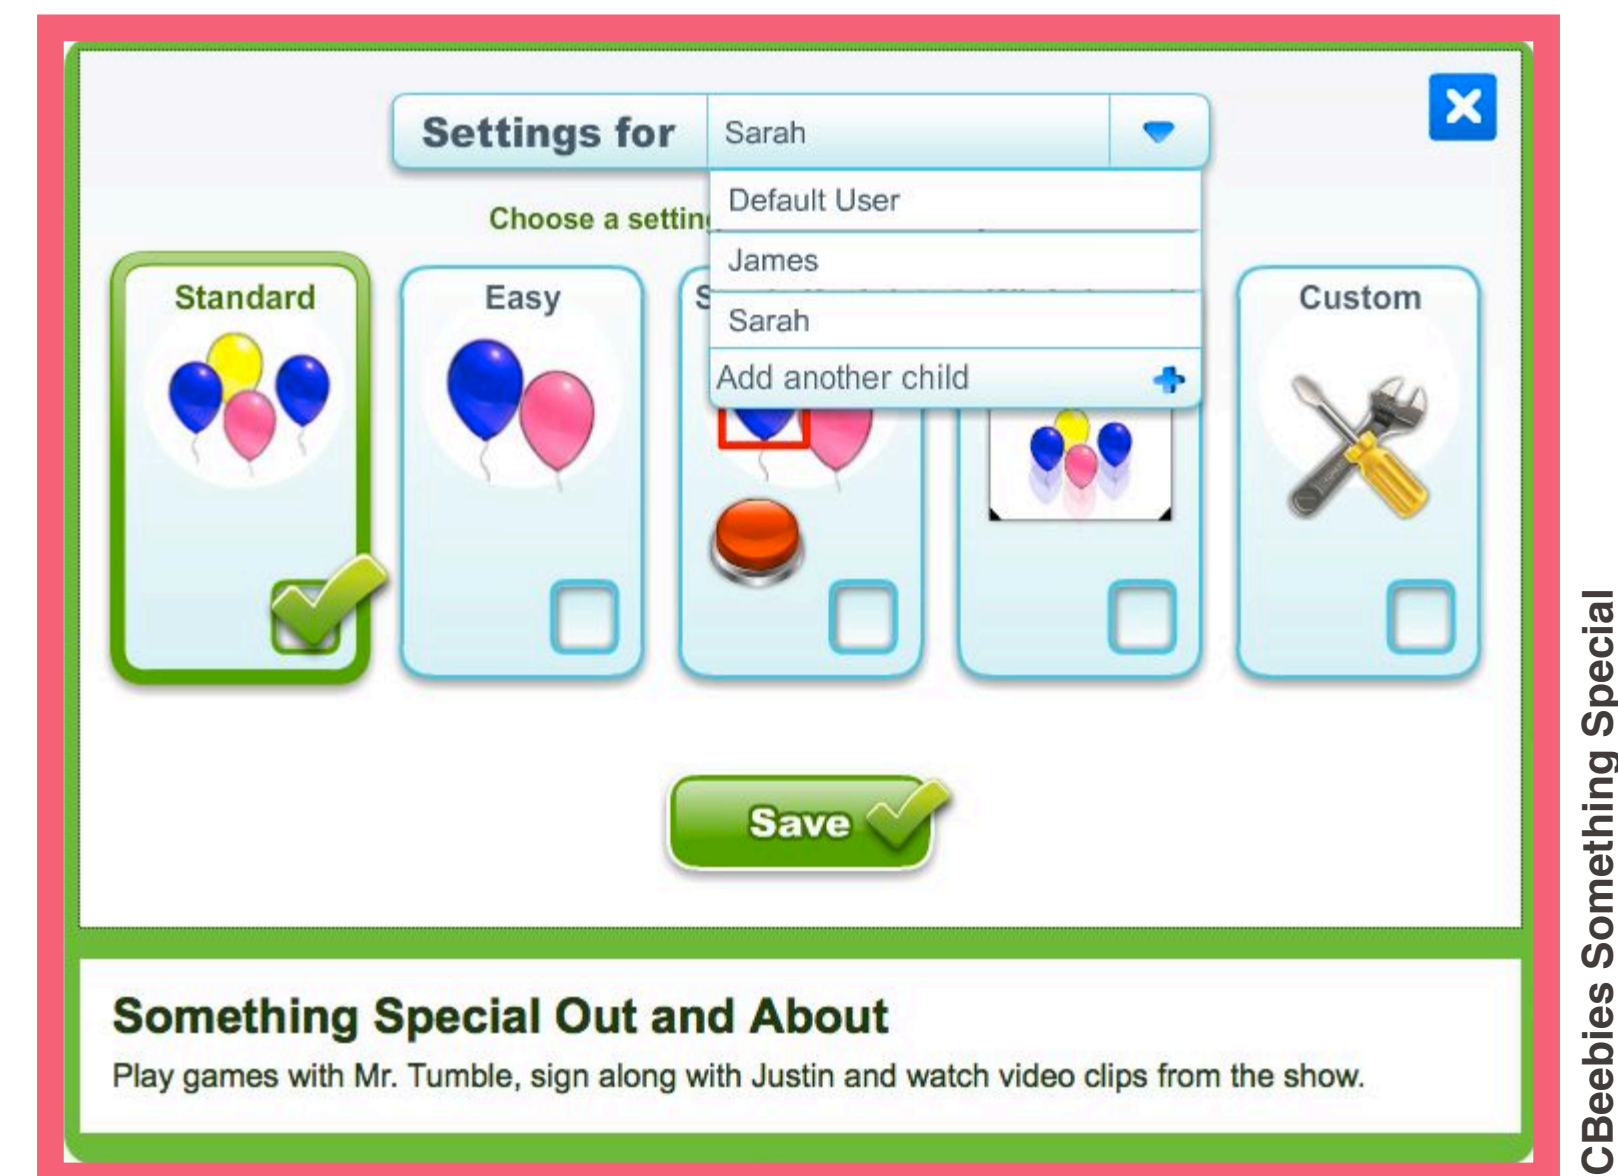 Settings for Sarah
Default User
Choose a settin
James
Standard
Easy
Custom
Sarah
Add another child
Save
Something Special Out and About
Play games with Mr. Tumble, sign along with Justin and watch video clips from the show.
CBeebies Something Special